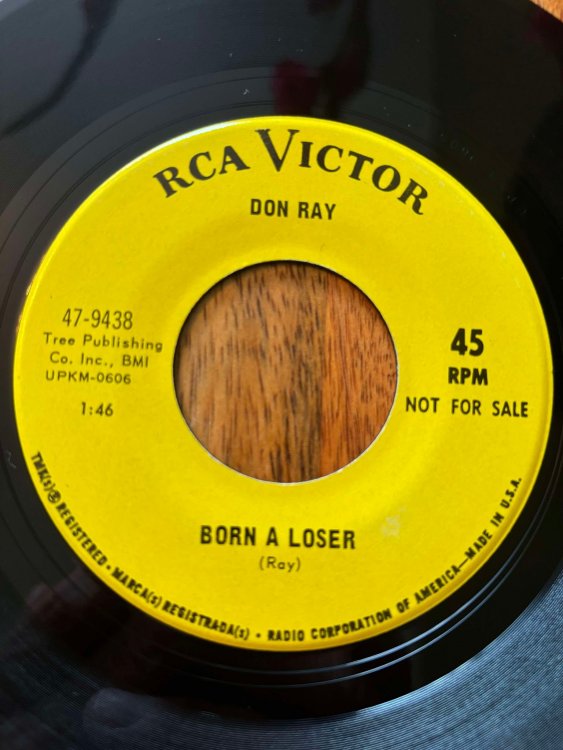 RCA VICTOR
DON RAY
47-9438
Tree Publishing
Co. Inc., BMI
UPKM-0606
1:46
45
RPM
NOT FOR SALE
BORN A LOSER
(Ray)
TMK(s) ® REGISTERED • MARCA(s) REGISTRADA(s) • RADIO CORPORATION OF AMERICA—MADE IN U.S.A.